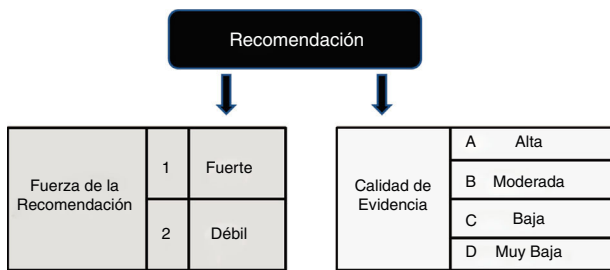 Recomendación
Fuerza de la
Recomendación
1 Fuerte
2 Débil
Calidad de
Evidencia
A Alta
B Moderada
C Baja
D Muy Baja